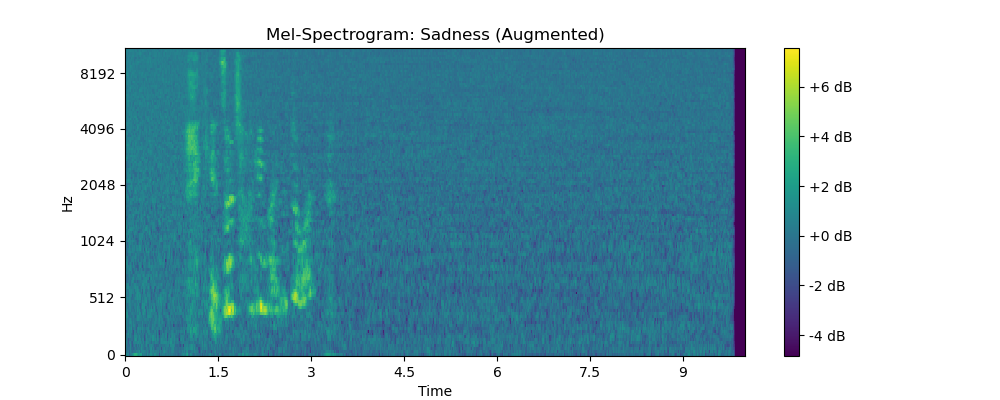 Mel-Spectrogram: Sadness (Augmented)
8192
4096
2048
1024
512
0
Hz
0 1.5 3 4.5 6 7.5 9
Time
+6 dB
+4 dB
+2 dB
+0 dB
-2 dB
-4 dB